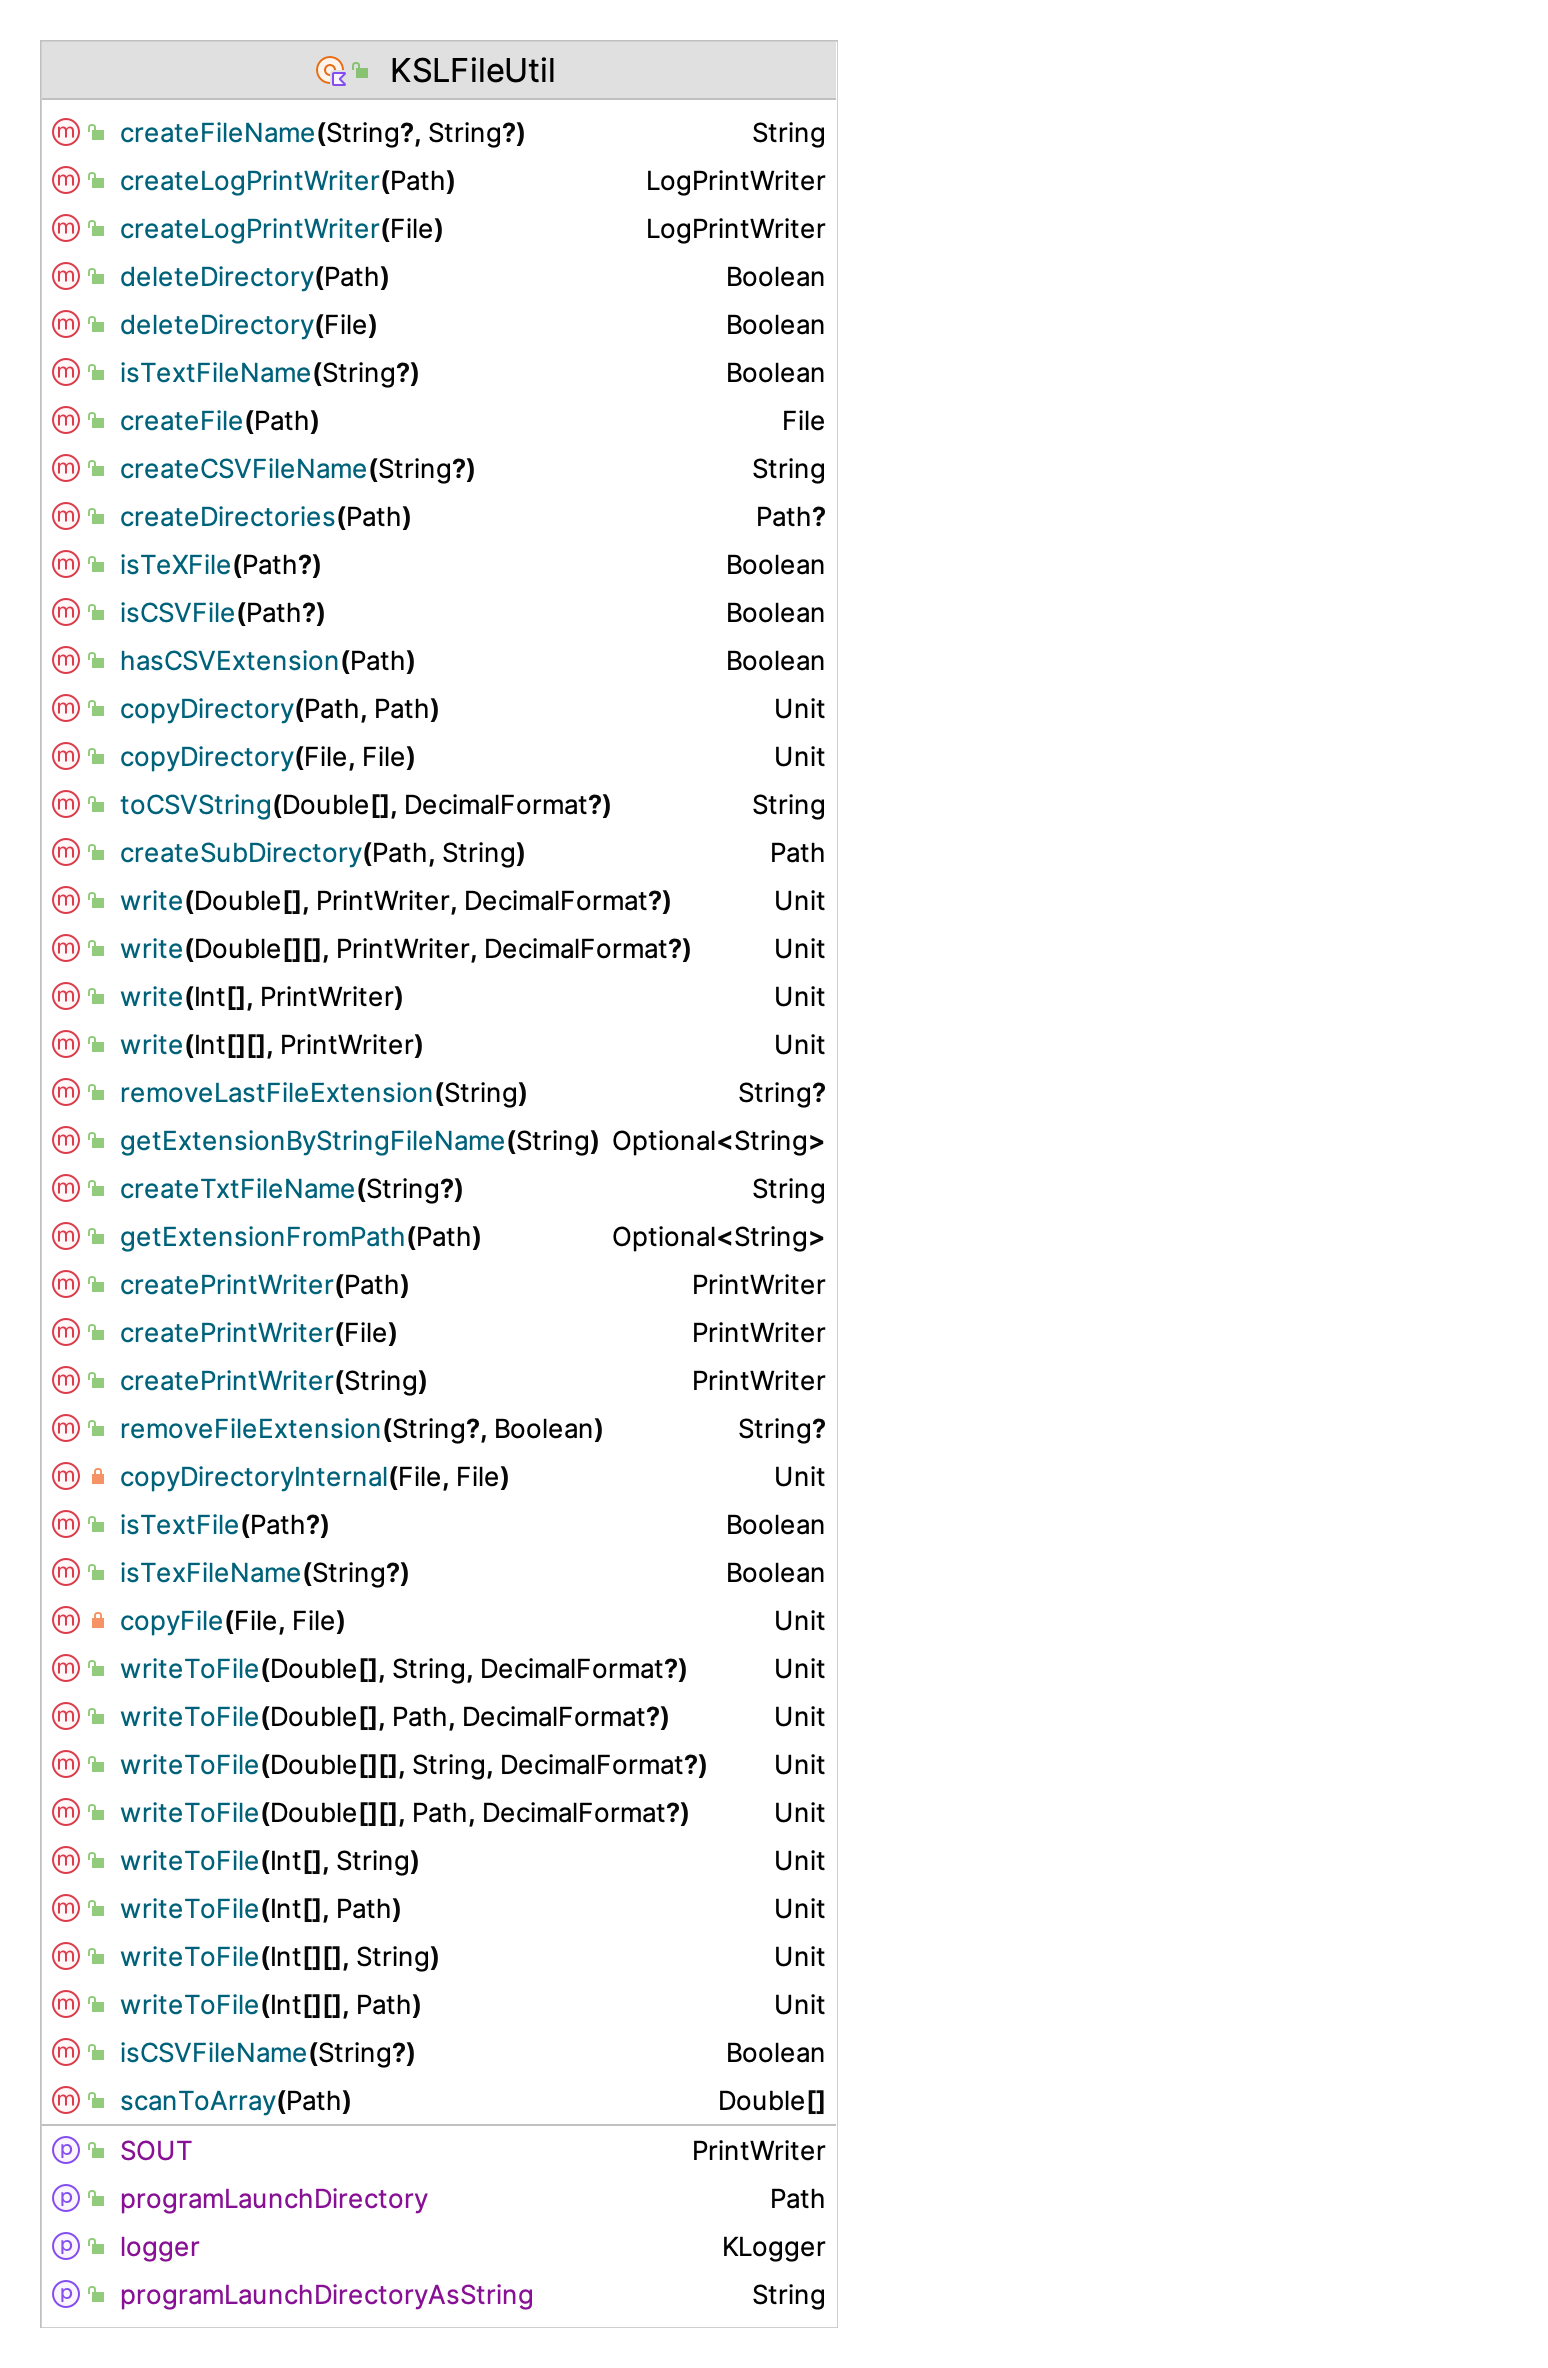 KSLFileUtil
createFileName(String?, String?) String
createLogPrintWriter(Path) LogPrintWriter
createLogPrintWriter(File) LogPrintWriter
deleteDirectory(Path) Boolean
deleteDirectory(File) Boolean
isTextFileName(String?) Boolean
createFile(Path) File
createCSVFileName(String?) String
createDirectories(Path) Path?
isTeXFile(Path?) Boolean
isCSVFile(Path?) Boolean
hasCSVExtension(Path) Boolean
copyDirectory(Path, Path) Unit
copyDirectory(File, File) Unit
toCSVString(Double[], DecimalFormat?) String
createSubDirectory(Path, String) Path
write(Double[], PrintWriter, DecimalFormat?) Unit
write(Double[][], PrintWriter, DecimalFormat?) Unit
write(Int[], PrintWriter) Unit
write(Int[][], PrintWriter) Unit
removeLastFileExtension(String) String?
getExtensionByStringFileName(String) Optional<String>
createTxtFileName(String?) String
getExtensionFromPath(Path) Optional<String>
createPrintWriter(Path) PrintWriter
createPrintWriter(File) PrintWriter
createPrintWriter(String) PrintWriter
removeFileExtension(String?, Boolean) String?
copyDirectoryInternal(File, File) Unit
isTextFile(Path?) Boolean
isTexFileName(String?) Boolean
copyFile(File, File) Unit
writeToFile(Double[], String, DecimalFormat?) Unit
writeToFile(Double[], Path, DecimalFormat?) Unit
writeToFile(Double[][], String, DecimalFormat?) Unit
writeToFile(Double[][], Path, DecimalFormat?) Unit
writeToFile(Int[], String) Unit
writeToFile(Int[], Path) Unit
writeToFile(Int[][], String) Unit
writeToFile(Int[][], Path) Unit
isCSVFileName(String?) Boolean
scanToArray(Path) Double[]
SOUT PrintWriter
programLaunchDirectory Path
logger KLogger
programLaunchDirectoryAsString String